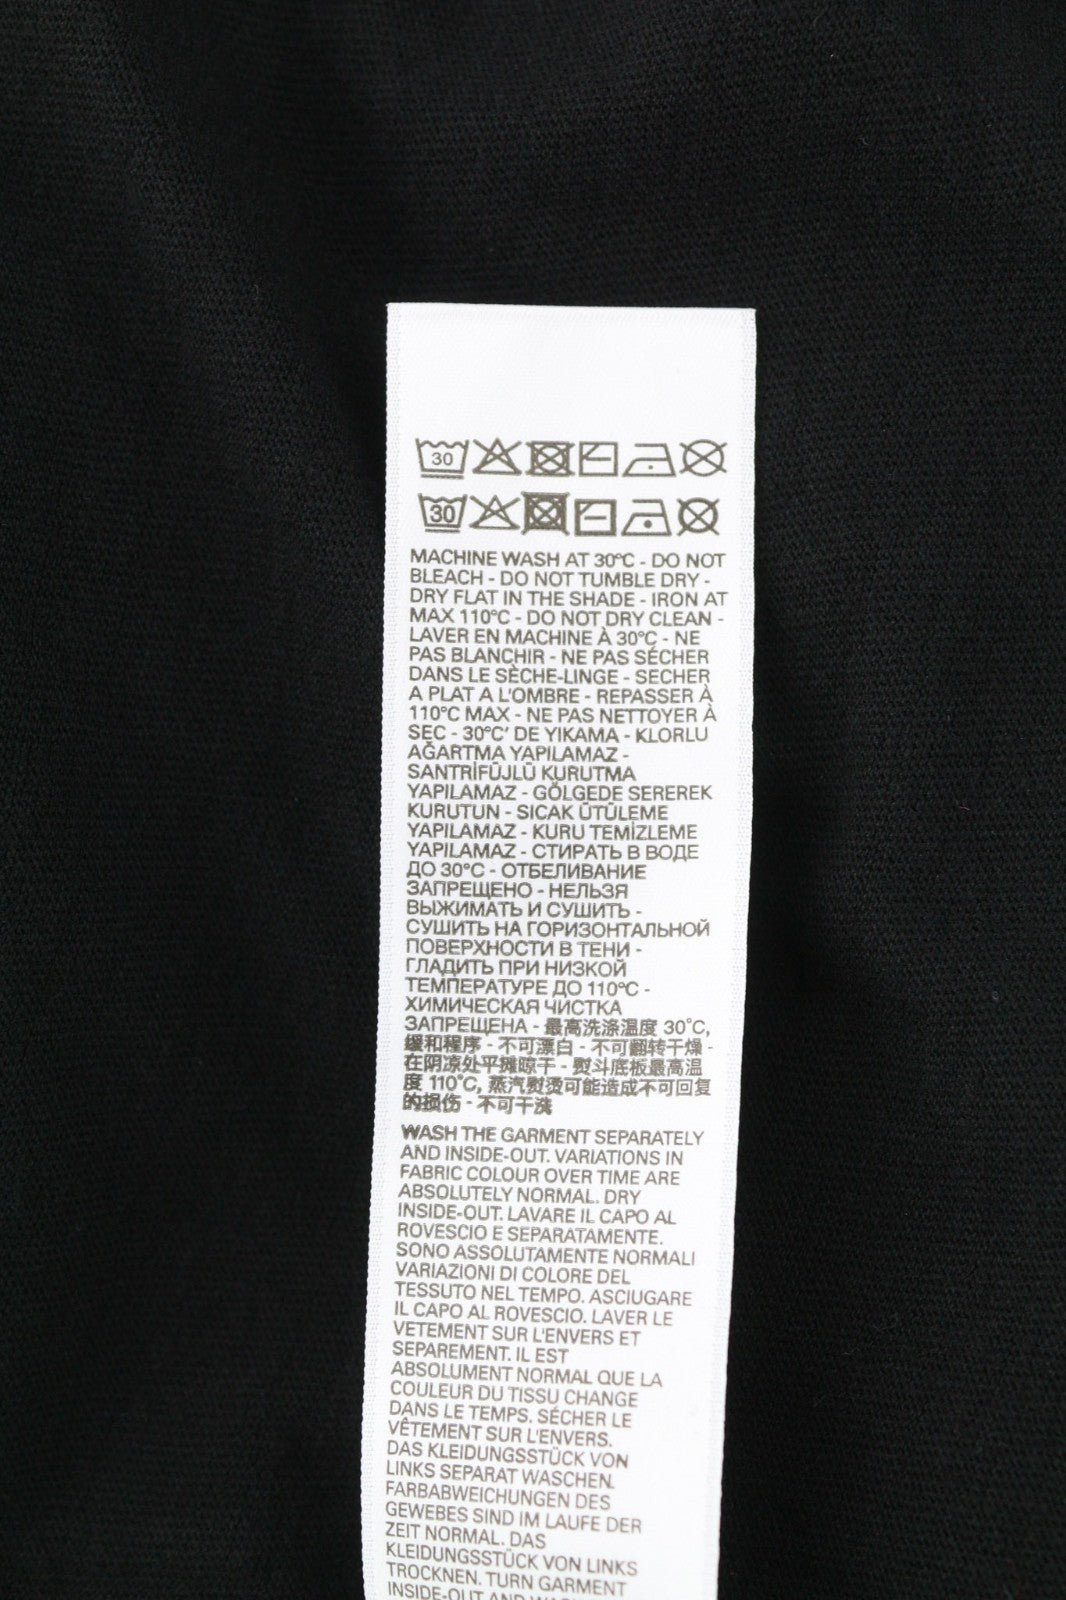 30
30
MACHINE WASH AT 30°C - DO NOT
BLEACH - DO NOT TUMBLE DRY -
DRY FLAT IN THE SHADE - IRON AT
MAX 110°C - DO NOT DRY CLEAN -
LAVER EN MACHINE À 30°C - NE
PAS BLANCHIR - NE PAS SÉCHER
DANS LE SÈCHE-LINGE - SECHER
A PLAT A L'OMBRE - REPASSER À
110°C MAX - NE PAS NETTOYER À
SEC - 30°C' DE YIKAMA - KLORLU
AĞARTMA YAPILAMAZ -
SANTRİFÜJLÜ KURUTMA
YAPILAMAZ - GÖLGEDE SEREREK
KURUTUN - SICAK ÜTÜLEME
YAPILAMAZ - KURU TEMİZLEME
YAPILAMAZ - СТИРАТЬ В ВОДЕ
ДО 30°C - ОТБЕЛИВАНИЕ
ЗАПРЕЩЕНО - НЕЛЬЗЯ
ВЫЖИМАТЬ И СУШИТЬ -
СУШИТЬ НА ГОРИЗОНТАЛЬНОЙ
ПОВЕРХНОСТИ В ТЕНИ -
ГЛАДИТЬ ПРИ НИЗКОЙ
ТЕМПЕРАТУРЕ ДО 110°C -
ХИМИЧЕСКАЯ ЧИСТКА
ЗАПРЕЩЕНА - 最高洗涤温度 30°C,
缓和程序 - 不可漂白 - 不可翻转干燥 -
在阴凉处平摊晾干 - 熨斗底板最高温
度 110°C, 蒸汽熨烫可能造成不可回复
的损伤 - 不可干洗
WASH THE GARMENT SEPARATELY
AND INSIDE-OUT. VARIATIONS IN
FABRIC COLOUR OVER TIME ARE
ABSOLUTELY NORMAL. DRY
INSIDE-OUT. LAVARE IL CAPO AL
ROVESCIO E SEPARATAMENTE.
SONO ASSOLUTAMENTE NORMALI
VARIAZIONI DI COLORE DEL
TESSUTO NEL TEMPO. ASCIUGARE
IL CAPO AL ROVESCIO. LAVER LE
VETEMENT SUR L'ENVERS ET
SEPAREMENT. IL EST
ABSOLUMENT NORMAL QUE LA
COULEUR DU TISSU CHANGE
DANS LE TEMPS. SÉCHER LE
VÊTEMENT SUR L'ENVERS.
DAS KLEIDUNGSSTÜCK VON
LINKS SEPARAT WASCHEN.
FARBABWEICHUNGEN DES
GEWEBES SIND IM LAUFE DER
ZEIT NORMAL. DAS
KLEIDUNGSSTÜCK VON LINKS
TROCKNEN. TURN GARMENT
INSIDE-OUT AND WASH